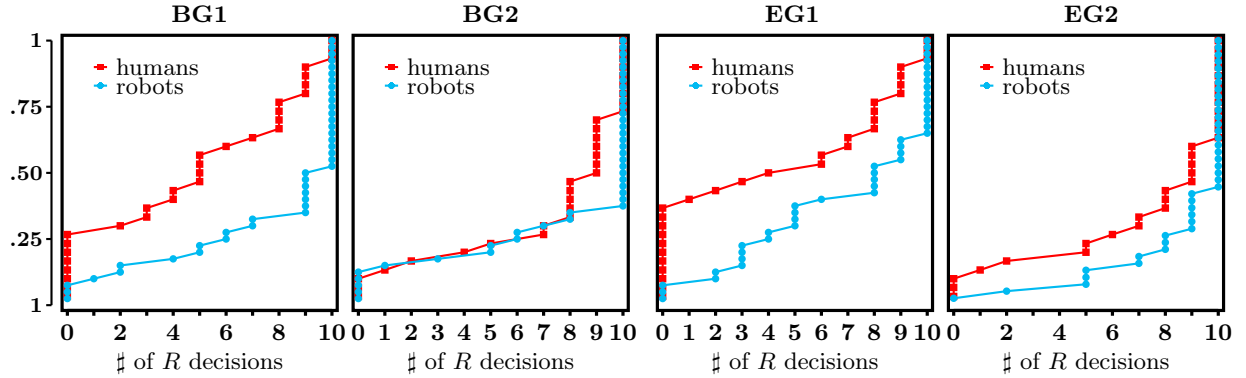 BG1 BG2 EG1 EG2
1
.75
.50
.25
1
humans
robots
humans
robots
humans
robots
humans
robots
0 2 4 6 8 10
0 1 2 3 4 5 6 7 8 9 10
0 1 2 3 4 5 6 7 8 9 10
0 2 4 6 8 10
♯ of R decisions
♯ of R decisions
♯ of R decisions
♯ of R decisions